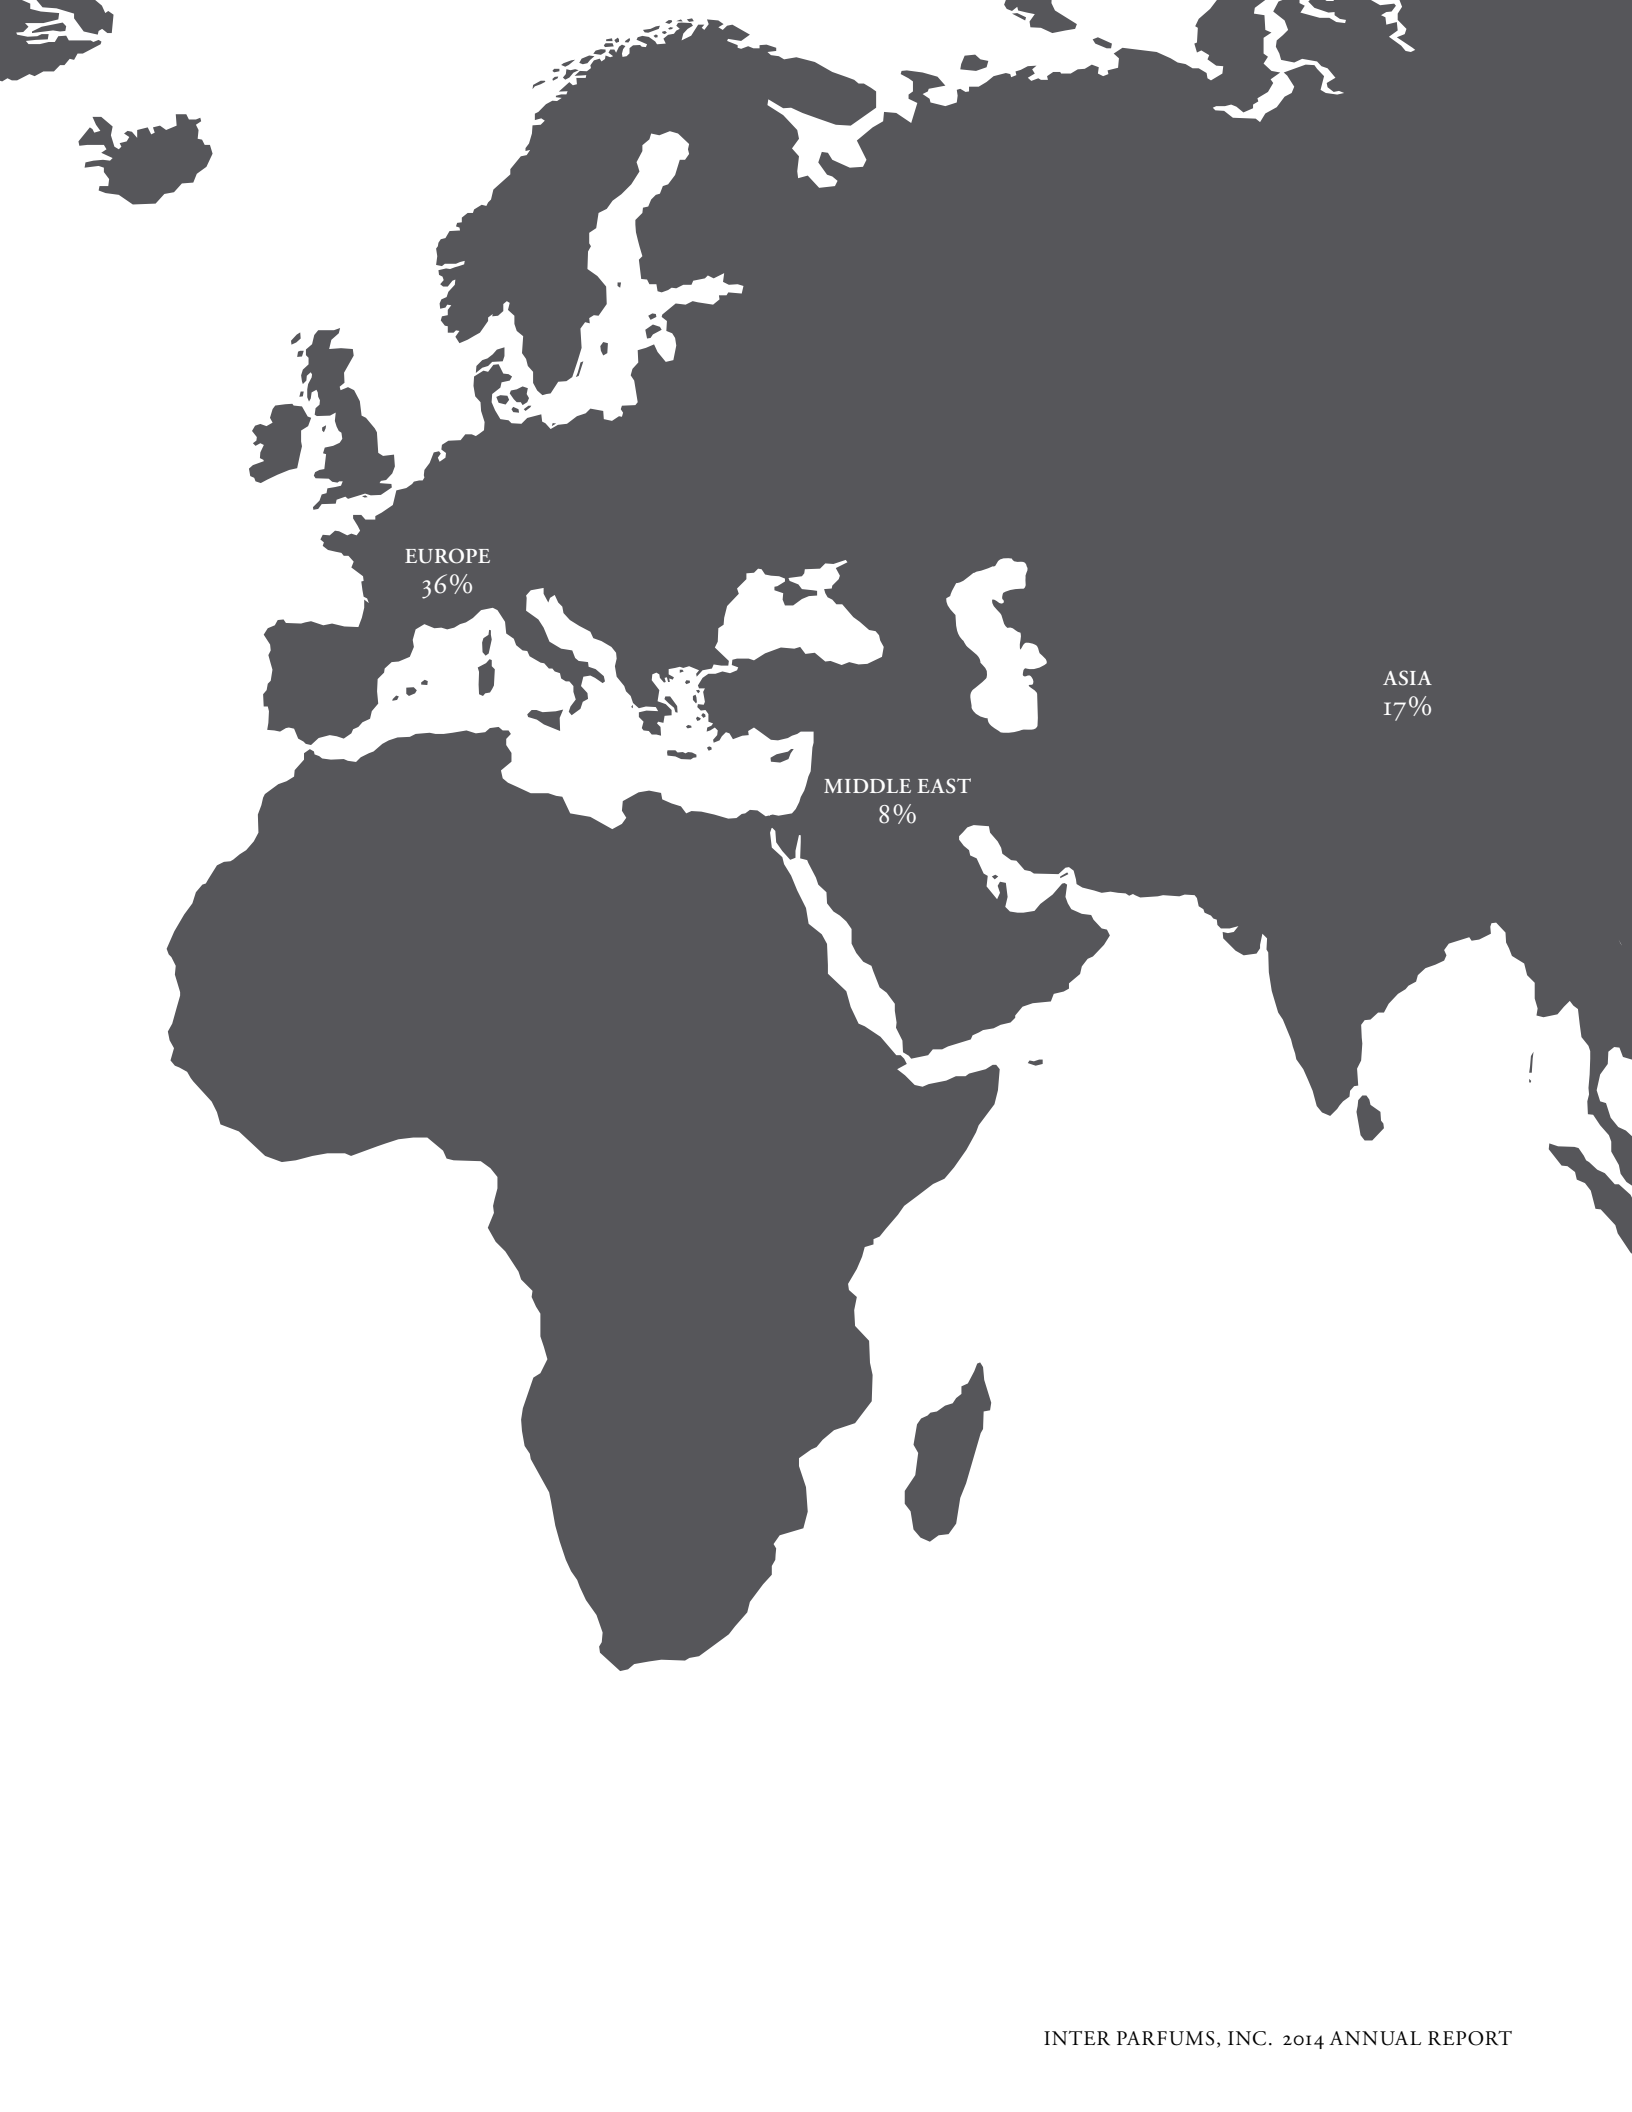 EUROPE
36%
ASIA
17%
MIDDLE EAST
8%
INTER PARFUMS, INC. 2014 ANNUAL REPORT